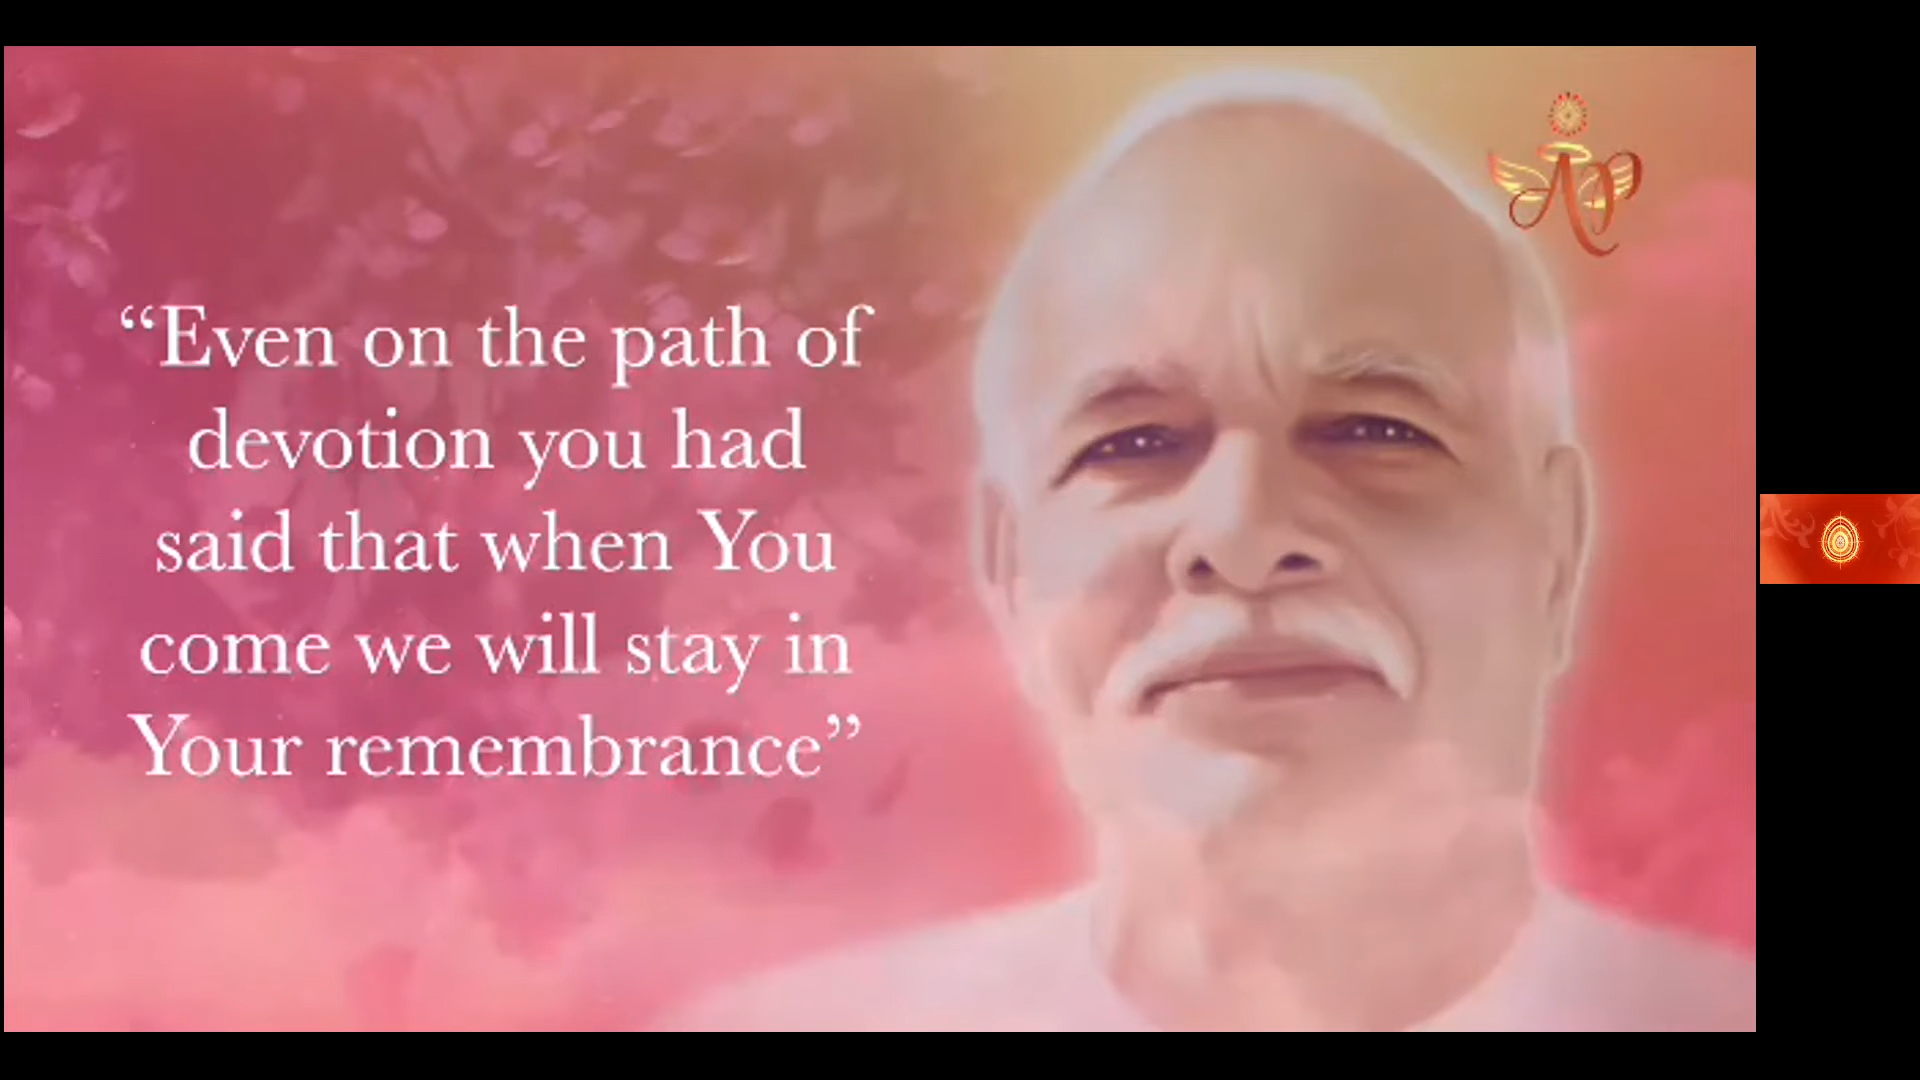 “Even on the path of
devotion you had
said that when You
come we will stay in
Your remembrance”
AP